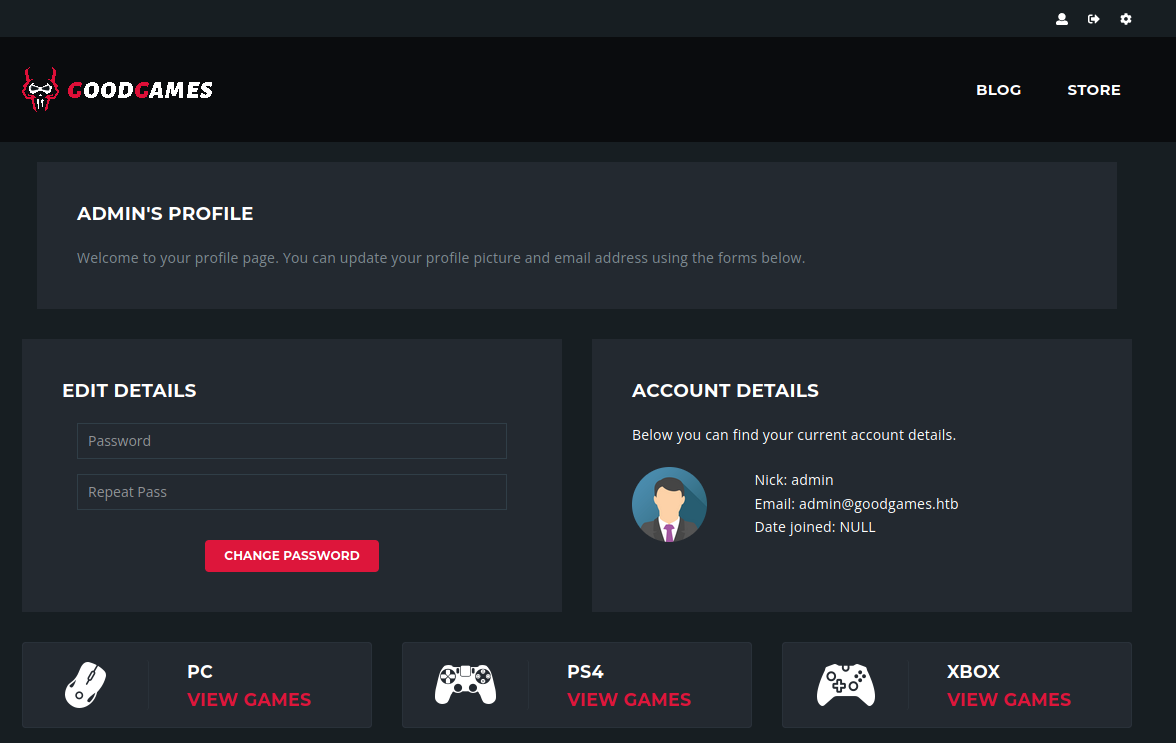 GOODGAMES
BLOG
STORE
ADMIN'S PROFILE
Welcome to your profile page. You can update your profile picture and email address using the forms below.
EDIT DETAILS
Password
Repeat Pass
CHANGE PASSWORD
ACCOUNT DETAILS
Below you can find your current account details.
Nick: admin
Email: admin@goodgames.htb
Date joined: NULL
PC
VIEW GAMES
PS4
VIEW GAMES
XBOX
VIEW GAMES